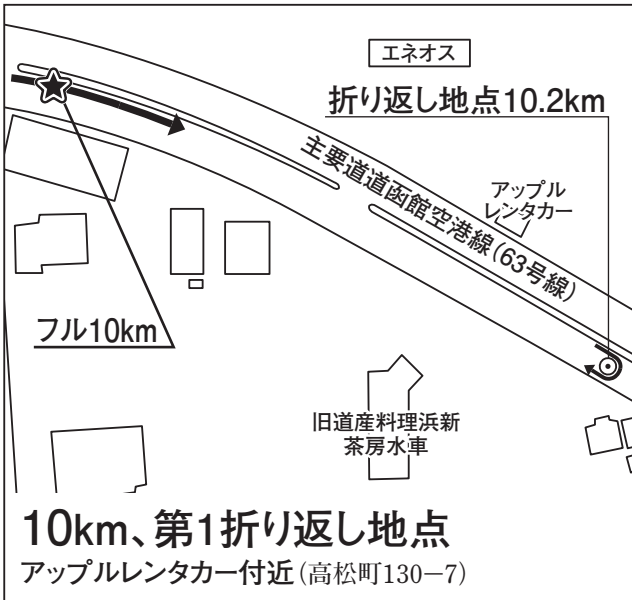 エネオス
折り返し地点10.2km
主要道道函館空港線(63号線)
アップル
レンタカー
フル10km
旧道産料理浜新
茶房水車
10km、第1折り返し地点
アップルレンタカー付近(高松町130−7)